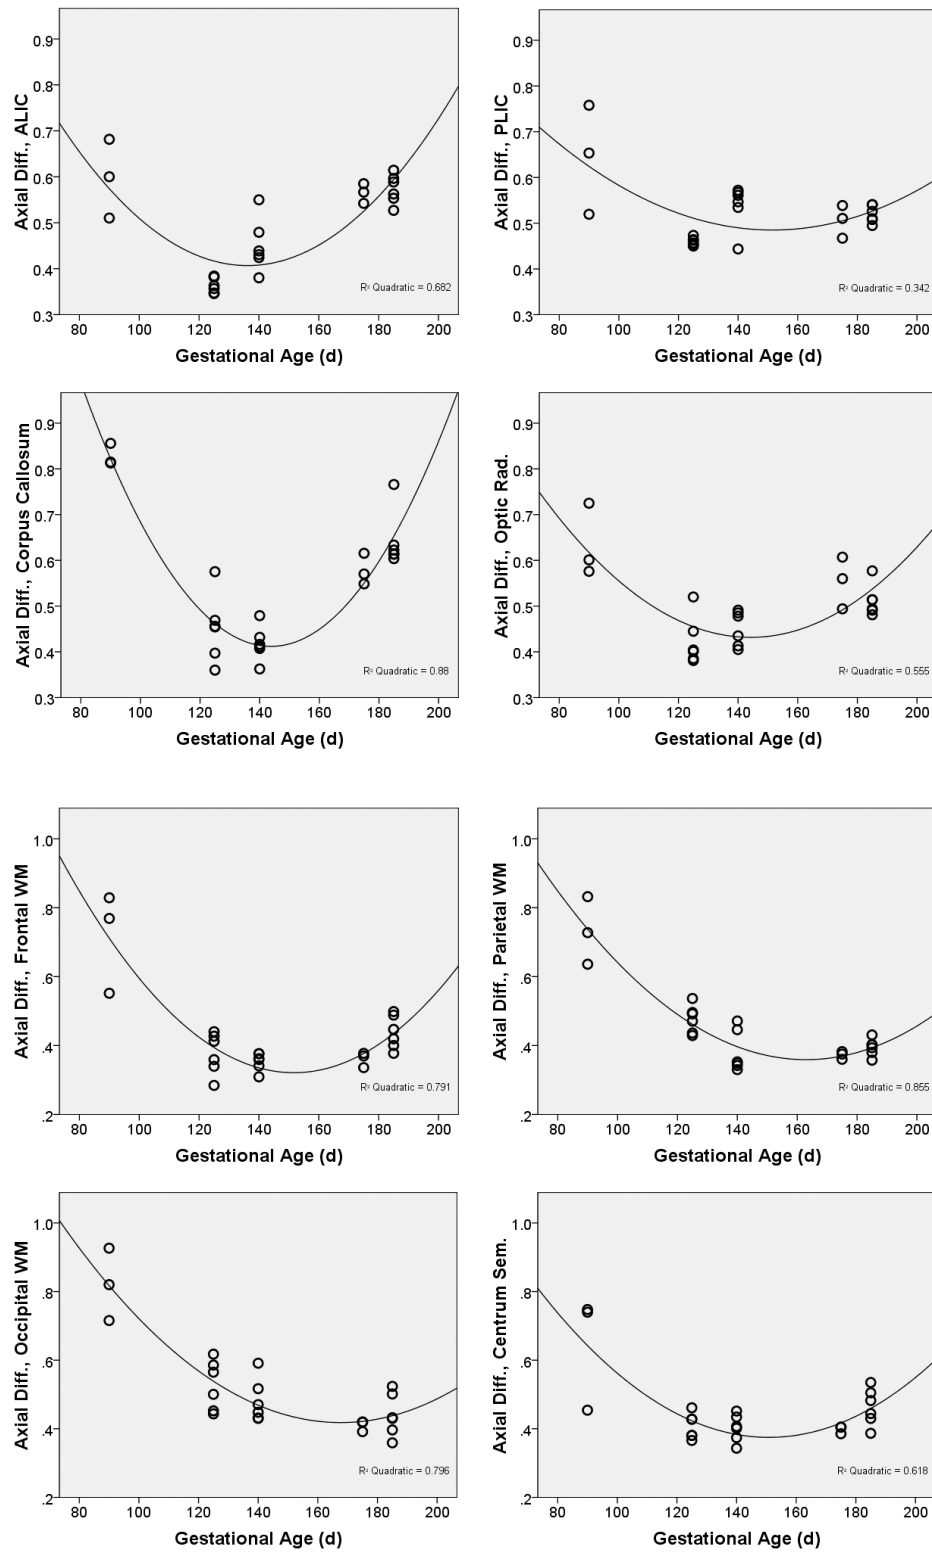 Axial Diff., ALIC
0.9
0.8
0.7
0.6
0.5
0.4
0.3
R² Quadratic = 0.682
80 100 120 140 160 180 200
Gestational Age (d)
Axial Diff., PLIC
0.9
0.8
0.7
0.6
0.5
0.4
0.3
R² Quadratic = 0.342
80 100 120 140 160 180 200
Gestational Age (d)
Axial Diff., Corpus Callosum
0.9
0.8
0.7
0.6
0.5
0.4
0.3
R² Quadratic = 0.88
80 100 120 140 160 180 200
Gestational Age (d)
Axial Diff., Optic Rad.
0.9
0.8
0.7
0.6
0.5
0.4
0.3
R² Quadratic = 0.555
80 100 120 140 160 180 200
Gestational Age (d)
Axial Diff., Frontal WM
1.0
.8
.6
.4
.2
R² Quadratic = 0.791
80 100 120 140 160 180 200
Gestational Age (d)
Axial Diff., Parietal WM
1.0
.8
.6
.4
.2
R² Quadratic = 0.855
80 100 120 140 160 180 200
Gestational Age (d)
Axial Diff., Occipital WM
1.0
.8
.6
.4
.2
R² Quadratic = 0.796
80 100 120 140 160 180 200
Gestational Age (d)
Axial Diff., Centrum Sem.
1.0
.8
.6
.4
.2
R² Quadratic = 0.618
80 100 120 140 160 180 200
Gestational Age (d)